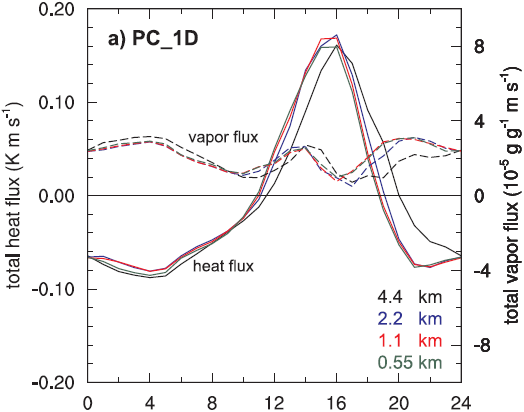 a) PC_1D
total heat flux (K m s⁻¹)
0.20
0.10
0.00
-0.10
-0.20
vapor flux
heat flux
4.4 km
2.2 km
1.1 km
0.55 km
0
4
8
12
16
20
24
8
4
0
-4
-8
total vapor flux (10⁻⁵ g g⁻¹ m s⁻¹)